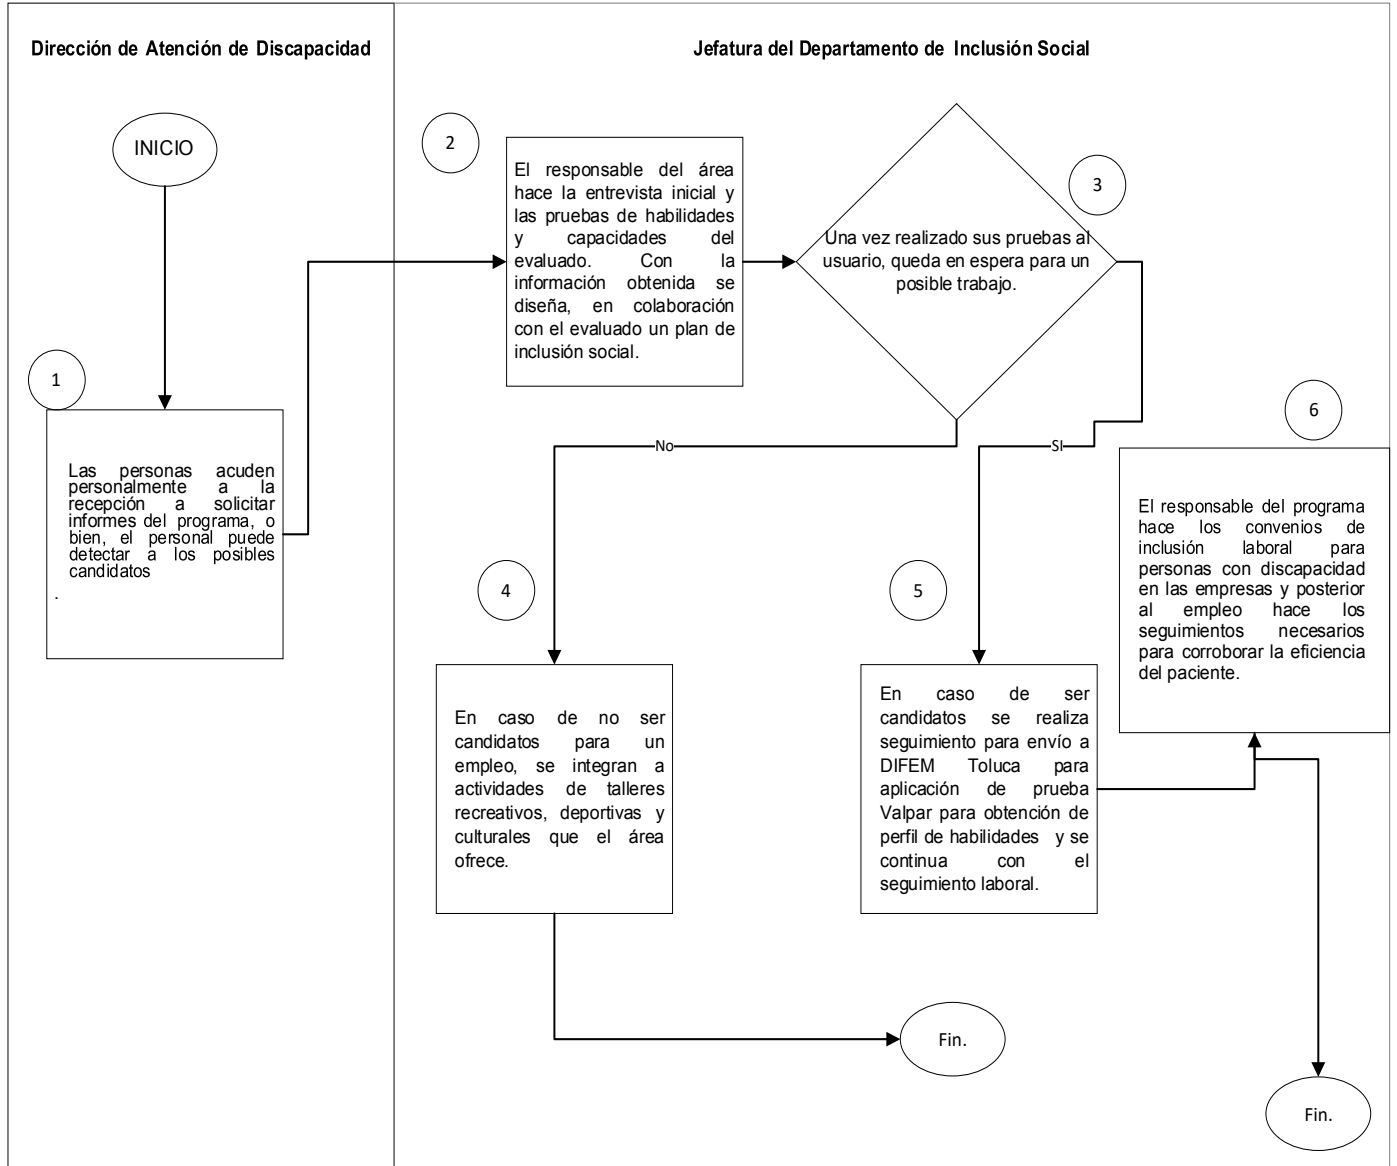 Dirección de Atención de Discapacidad
Jefatura del Departamento de Inclusión Social
INICIO
1
Las personas acuden
personalmente a la
recepción a solicitar
informes del programa, o
bien, el personal puede
detectar a los posibles
candidatos
.
2
El responsable del área
hace la entrevista inicial y
las pruebas de habilidades
y capacidades del
evaluado. Con la
información obtenida se
diseña, en colaboración
con el evaluado un plan de
inclusión social.
3
Una vez realizado sus pruebas al
usuario, queda en espera para un
posible trabajo.
No
SI
4
En caso de no ser
candidatos para un
empleo, se integran a
actividades de talleres
recreativos, deportivas y
culturales que el área
ofrece.
5
En caso de ser
candidatos se realiza
seguimiento para envío a
DIFEM Toluca para
aplicación de prueba
Valpar para obtención de
perfil de habilidades y se
continua con el
seguimiento laboral.
6
El responsable del programa
hace los convenios de
inclusión laboral para
personas con discapacidad
en las empresas y posterior
al empleo hace los
seguimientos necesarios
para corroborar la eficiencia
del paciente.
Fin.
Fin.